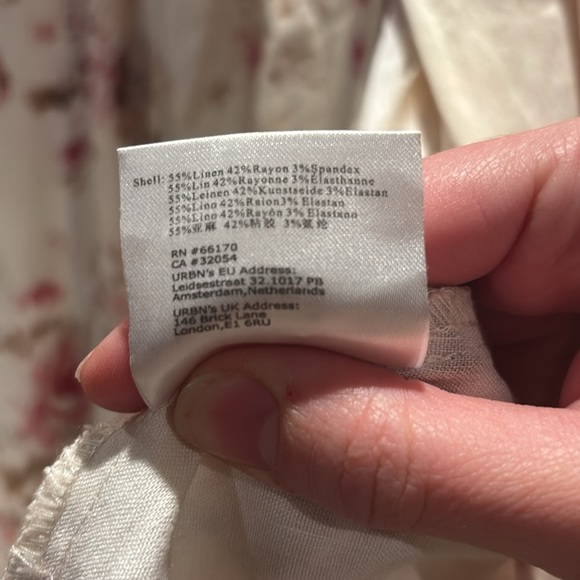 Shell: 55%Linen 42%Rayon 3%Spandex
55%Lin 42%Rayonne 3%Elasthanne
55%Leinen 42%Kunstseide 3%Elastan
55%Lino 42%Raion3% Elastan
55%Lino 42%Rayón 3% Elastano
55%亚麻 42%粘胶 3%氨纶
RN #66170
CA #32054
URBN's EU Address:
Leidsestraat 32.1017 PB
Amsterdam,Netherlands
URBN's UK Address:
146 Brick Lane
London,E1 6RU